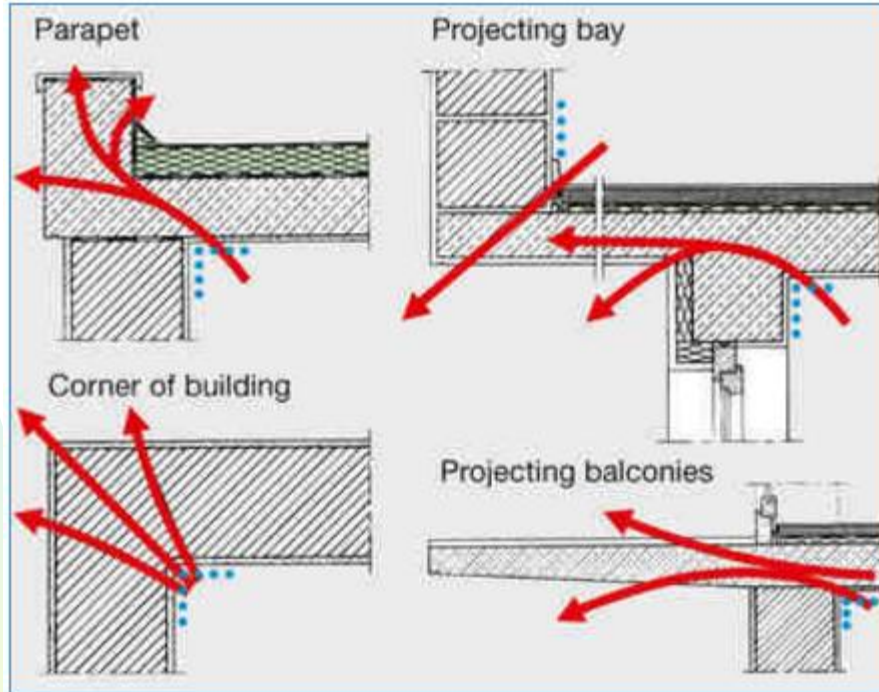 Parapet
Projecting bay
Corner of building
Projecting balconies